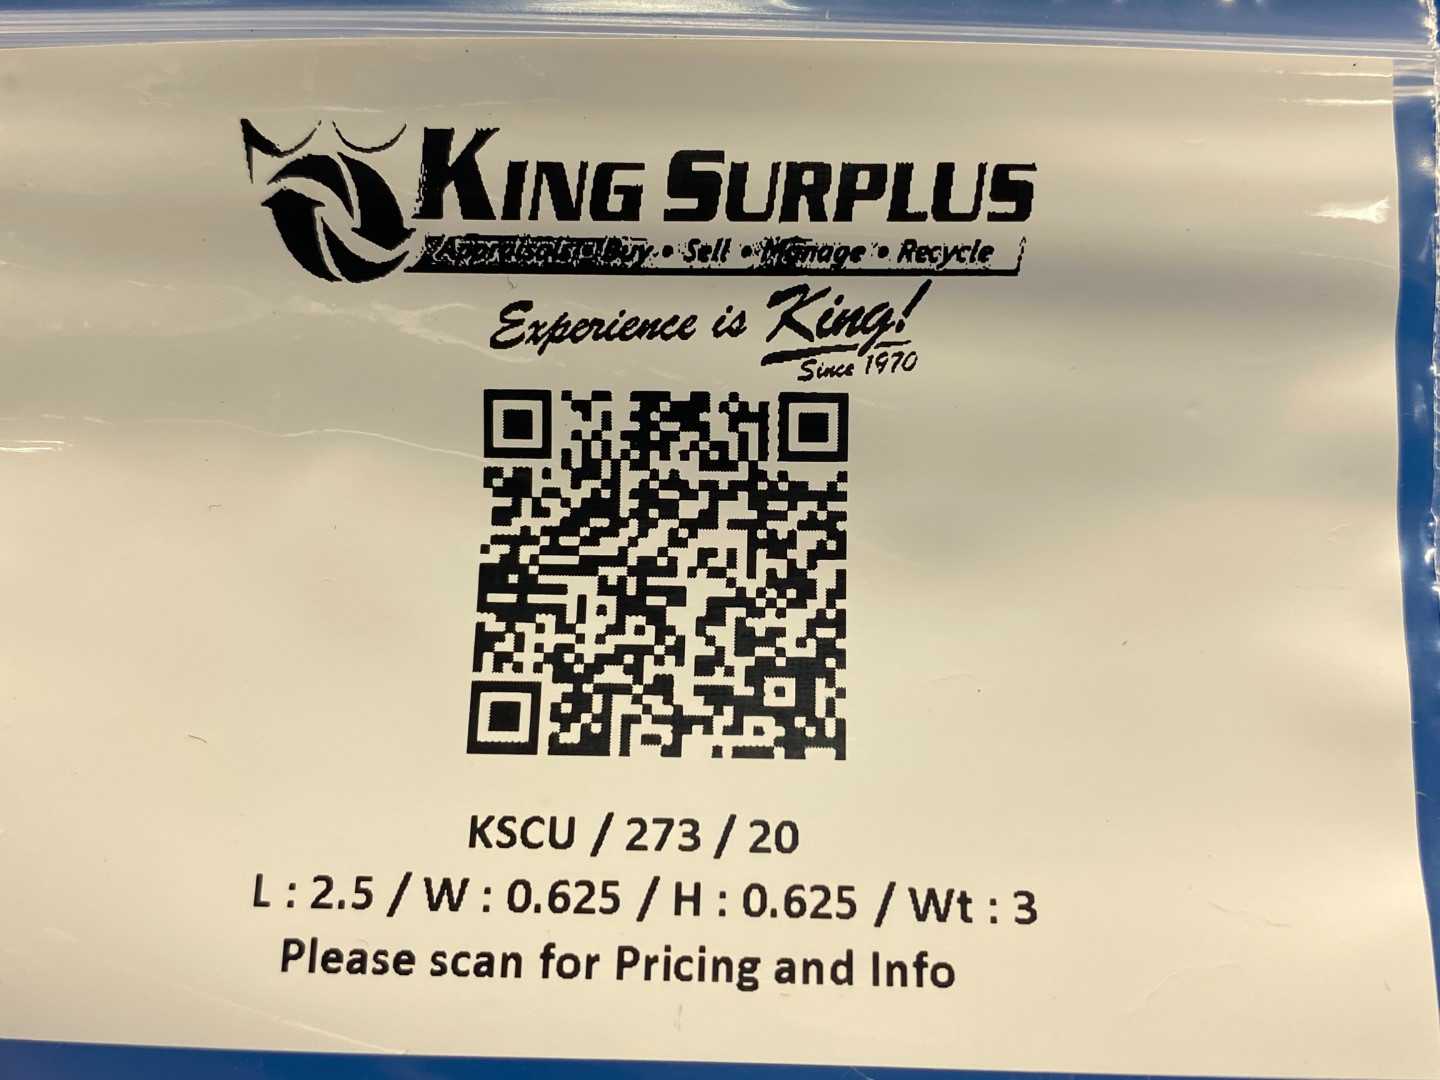 KING SURPLUS
Appraisals • Buy • Sell • Manage • Recycle
Experience is King!
Since 1970
KSCU / 273 / 20
L : 2.5 / W : 0.625 / H : 0.625 / Wt : 3
Please scan for Pricing and Info